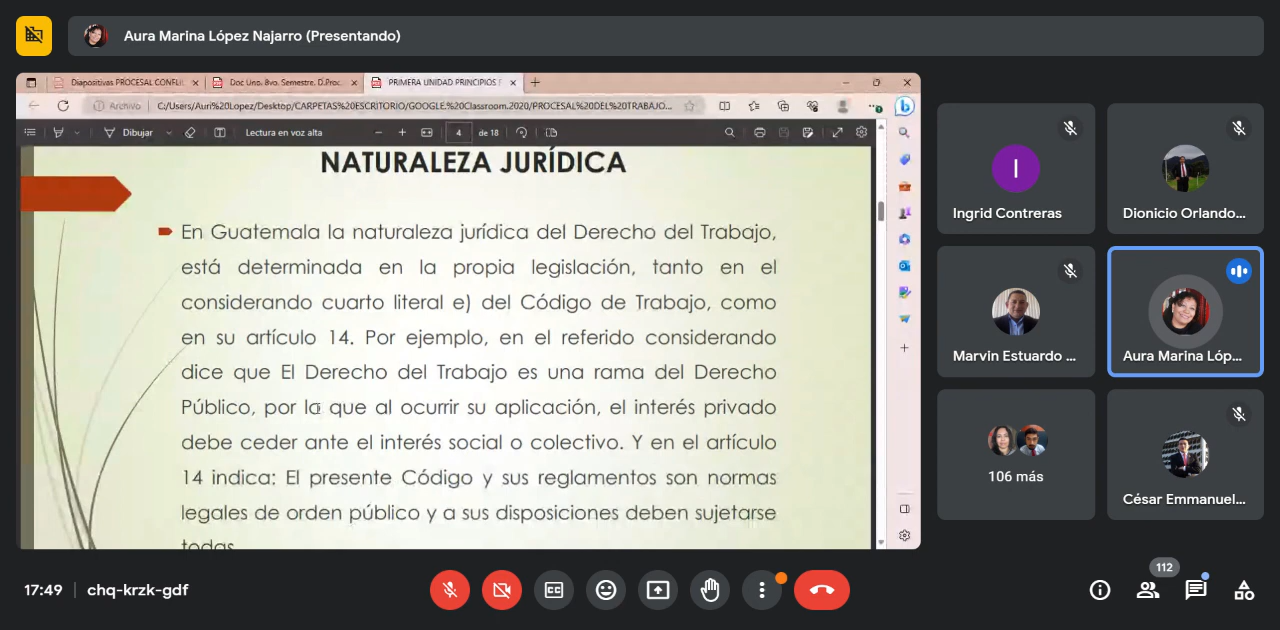 Aura Marina López Najarro (Presentando)
Diapositivas PROCESAL CONFLI
Doc Uno. 8vo. Semestre. D.Proc.
PRIMERA UNIDAD PRINCIPIOS
Archivo
C:/Users/Auri%20Lopez/Desktop/CARPETAS%20ESCRITORIO/GOOGLE.%20Classroom.2020/PROCESAL%20DEL%20TRABAJO...
Dibujar
Lectura en voz alta
4
de 18
NATURALEZA JURÍDICA
En Guatemala la naturaleza jurídica del Derecho del Trabajo,
está determinada en la propia legislación, tanto en el
considerando cuarto literal e) del Código de Trabajo, como
en su artículo 14. Por ejemplo, en el referido considerando
dice que El Derecho del Trabajo es una rama del Derecho
Público, por lo que al ocurrir su aplicación, el interés privado
debe ceder ante el interés social o colectivo. Y en el artículo
14 indica: El presente Código y sus reglamentos son normas
legales de orden público y a sus disposiciones deben sujetarse
todas
I
Ingrid Contreras
Dionicio Orlando...
Marvin Estuardo ...
Aura Marina Lóp...
106 más
César Emmanuel...
17:49
chq-krzk-gdf
112